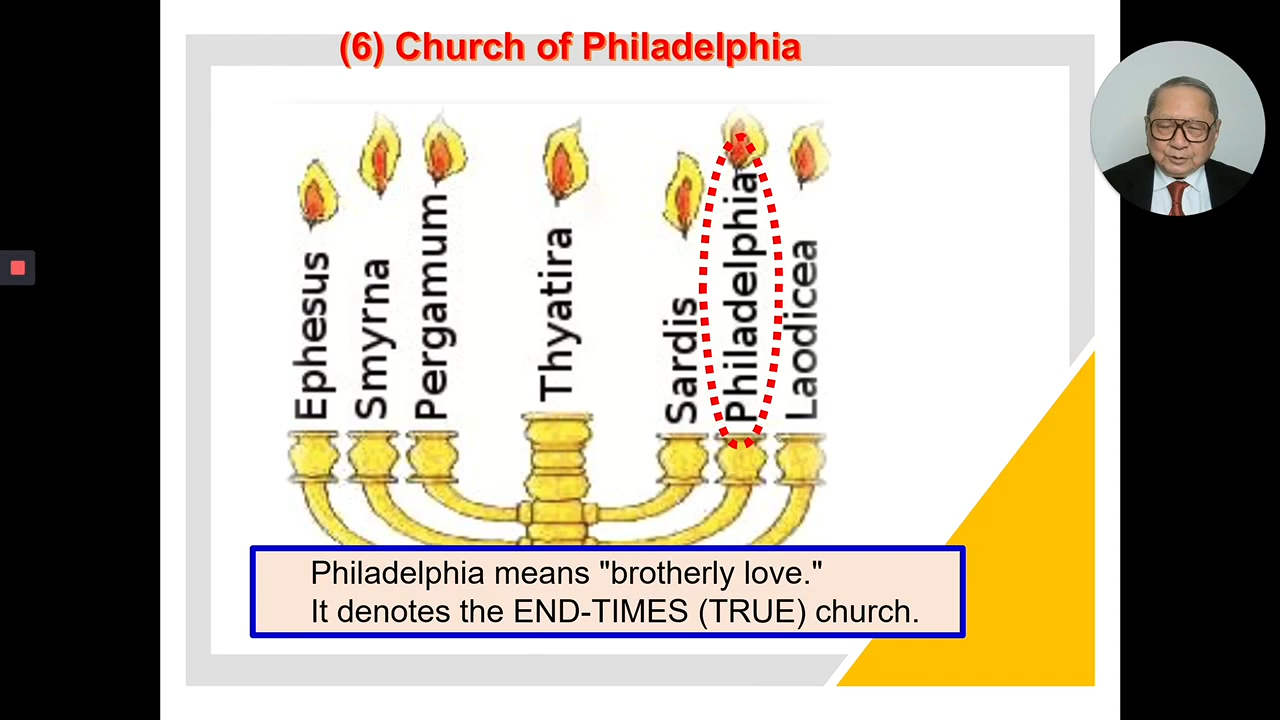 (6) Church of Philadelphia
Ephesus
Smyrna
Pergamum
Thyatira
Sardis
Philadelphia
Laodicea
Philadelphia means "brotherly love."
It denotes the END-TIMES (TRUE) church.